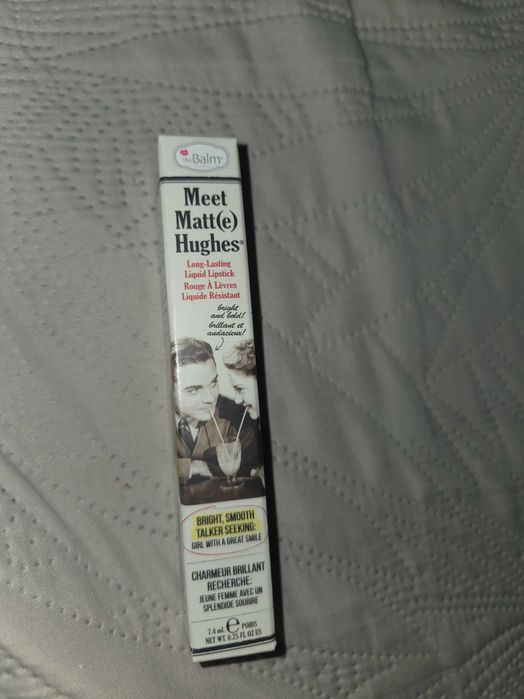 theBalm®
Meet
Matt(e)
Hughes®
Long-Lasting
Liquid Lipstick
Rouge À Lèvres
Liquide Résistant
bright
and bold!
brillant et
audacieux!
BRIGHT, SMOOTH
TALKER SEEKING:
GIRL WITH A GREAT SMILE
CHARMEUR BRILLANT
RECHERCHE:
JEUNE FEMME AVEC UN
SPLENDIDE SOURIRE
7.4 mL e POIDS
NET WT. 0.25 FL OZ US